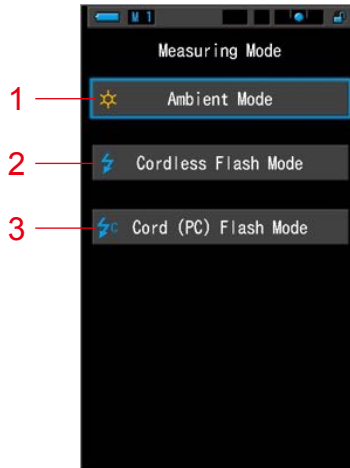 M 1
Measuring Mode
1 Ambient Mode
2 Cordless Flash Mode
3 C Cord (PC) Flash Mode